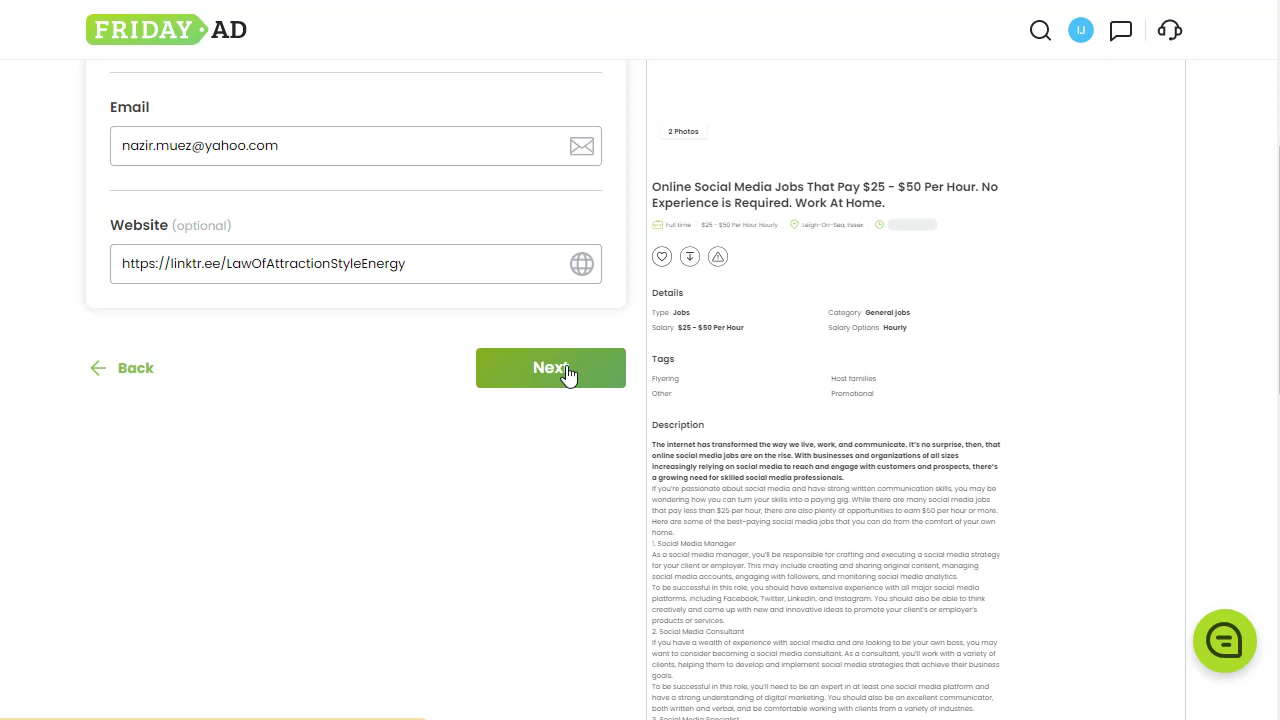 FRIDAY AD
IJ
Email
nazir.muez@yahoo.com
Website (optional)
https://linktr.ee/LawOfAttractionStyleEnergy
Back
Next
2 Photos
Online Social Media Jobs That Pay $25 - $50 Per Hour. No
Experience is Required. Work At Home.
Full time $25 - $50 Per Hour Hourly Leigh-On-Sea, Essex
Details
Type Jobs Category General jobs
Salary $25 - $50 Per Hour Salary Options Hourly
Tags
Flyering Host families
Other Promotional
Description
The internet has transformed the way we live, work, and communicate. It's no surprise, then, that
online social media jobs are on the rise. With businesses and organizations of all sizes
increasingly relying on social media to reach and engage with customers and prospects, there's
a growing need for skilled social media professionals.
If you're passionate about social media and have strong written communication skills, you may be
wondering how you can turn your skills into a paying gig. While there are many social media jobs
that pay less than $25 per hour, there are also plenty of opportunities to earn $50 per hour or more.
Here are some of the best-paying social media jobs that you can do from the comfort of your own
home.
1. Social Media Manager
As a social media manager, you'll be responsible for crafting and executing a social media strategy
for your client or employer. This may include creating and sharing original content, managing
social media accounts, engaging with followers, and monitoring social media analytics.
To be successful in this role, you should have extensive experience with all major social media
platforms, including Facebook, Twitter, LinkedIn, and Instagram. You should also be able to think
creatively and come up with new and innovative ideas to promote your client's or employer's
products or services.
2. Social Media Consultant
If you have a wealth of experience with social media and are looking to be your own boss, you may
want to consider becoming a social media consultant. As a consultant, you'll work with a variety of
clients, helping them to develop and implement social media strategies that achieve their business
goals.
To be successful in this role, you'll need to be an expert in at least one social media platform and
have a strong understanding of digital marketing. You should also be an excellent communicator,
both written and verbal, and be comfortable working with clients from a variety of industries.
3. Social Media Specialist